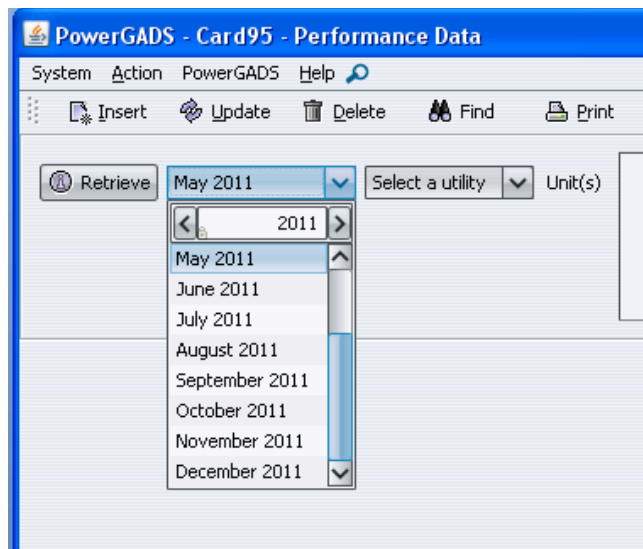 PowerGADS - Card95 - Performance Data
System Action PowerGADS Help
Insert Update Delete Find Print
Retrieve May 2011 Select a utility Unit(s)
2011
May 2011
June 2011
July 2011
August 2011
September 2011
October 2011
November 2011
December 2011